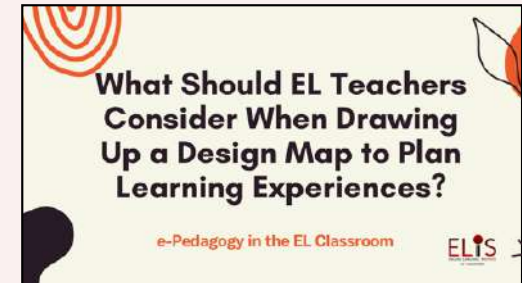 What Should EL Teachers
Consider When Drawing
Up a Design Map to Plan
Learning Experiences?
e-Pedagogy in the EL Classroom
ELIS